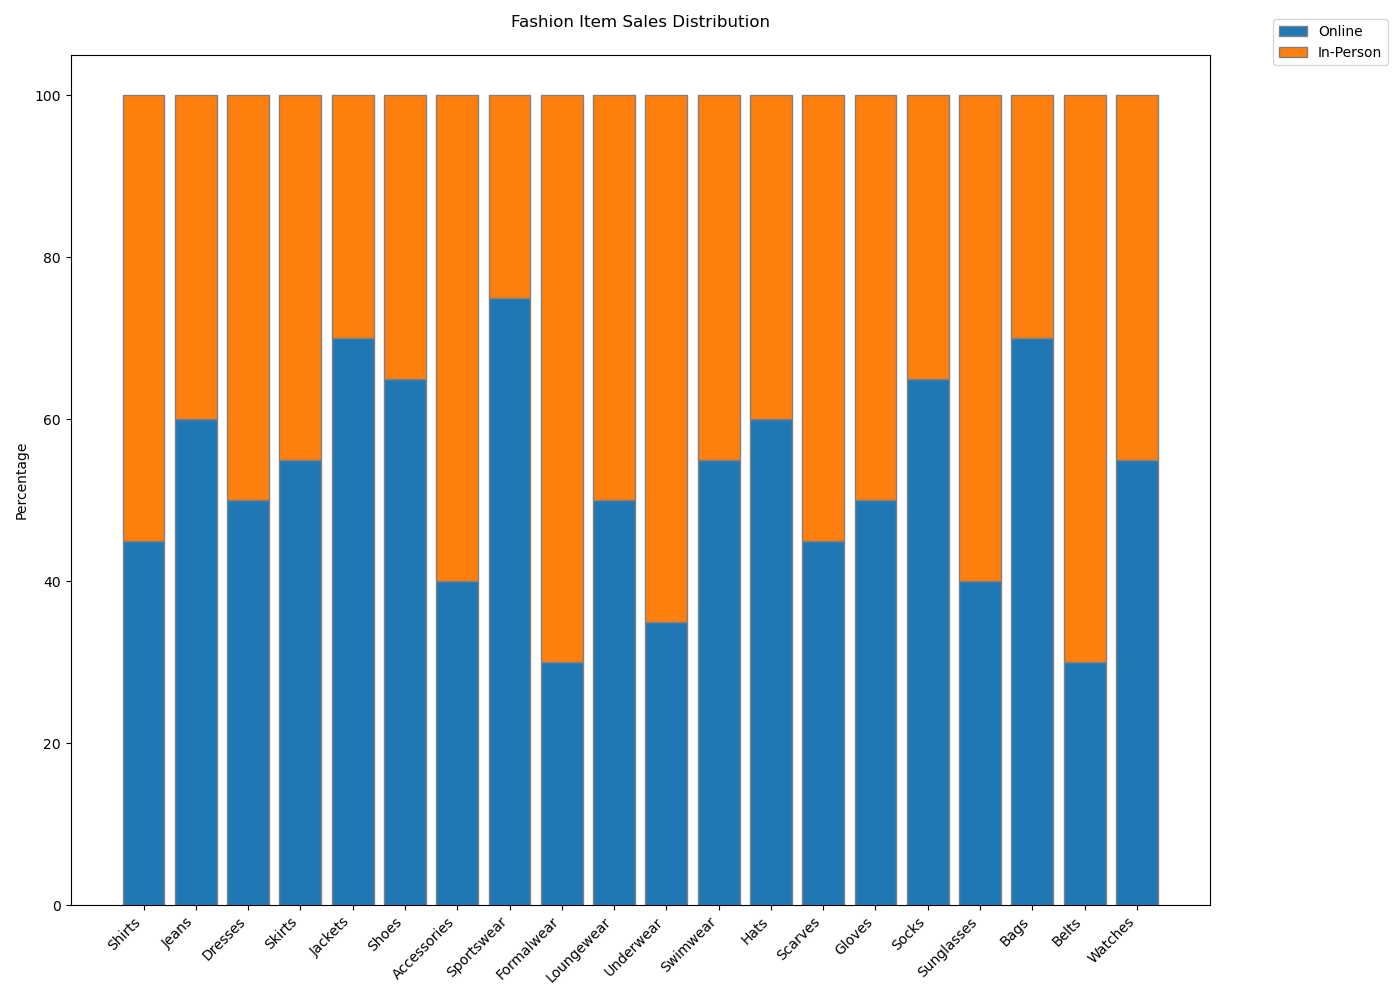 Fashion Item Sales Distribution
Online
In-Person
Percentage
100
80
60
40
20
0
Shirts
Jeans
Dresses
Skirts
Jackets
Shoes
Accessories
Sportswear
Formalwear
Loungewear
Underwear
Swimwear
Hats
Scarves
Gloves
Socks
Sunglasses
Bags
Belts
Watches